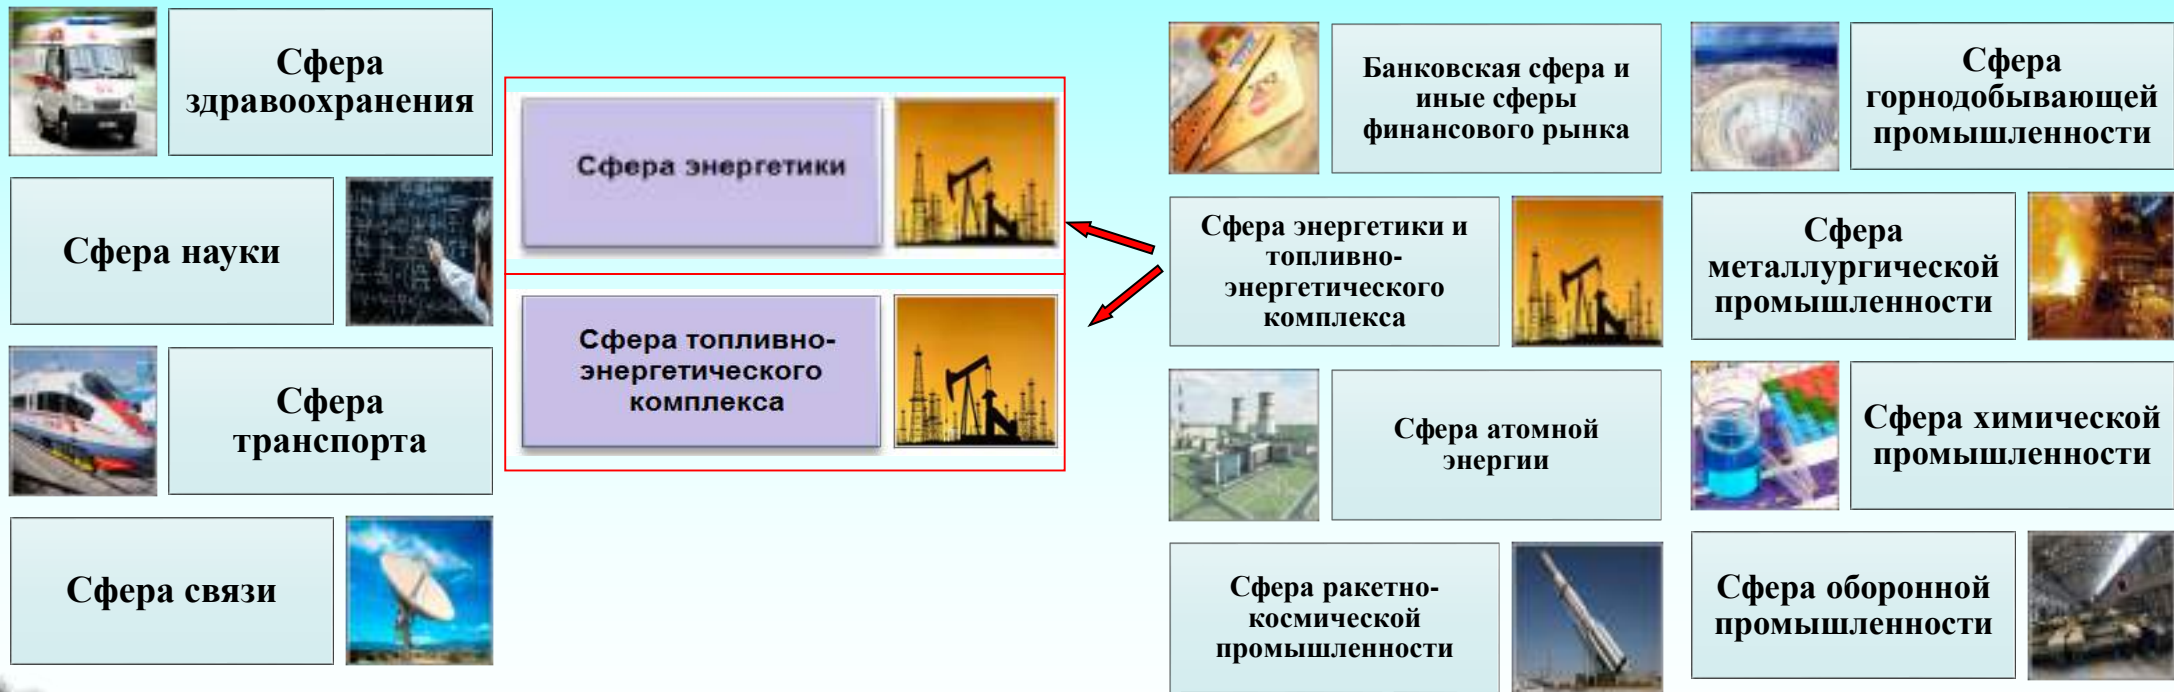 Сфера
здравоохранения
Сфера науки
Сфера
транспорта
Сфера связи
Сфера энергетики
Сфера топливно-
энергетического
комплекса
Банковская сфера и
иные сферы
финансового рынка
Сфера энергетики и
топливно-
энергетического
комплекса
Сфера атомной
энергии
Сфера ракетно-
космической
промышленности
Сфера
горнодобывающей
промышленности
Сфера
металлургической
промышленности
Сфера химической
промышленности
Сфера оборонной
промышленности